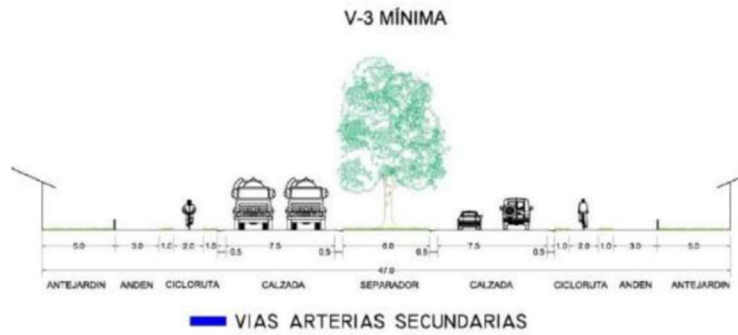 V-3 MÍNIMA
5.0 3.0 1.0 2.0 1.0 0.5 7.5 0.5 6.0 0.5 7.5 0.5 1.0 2.0 1.0 3.0 5.0
47.0
ANTEJARDIN ANDEN CICLORUTA CALZADA SEPARADOR CALZADA CICLORUTA ANDEN ANTEJARDIN
VIAS ARTERIAS SECUNDARIAS